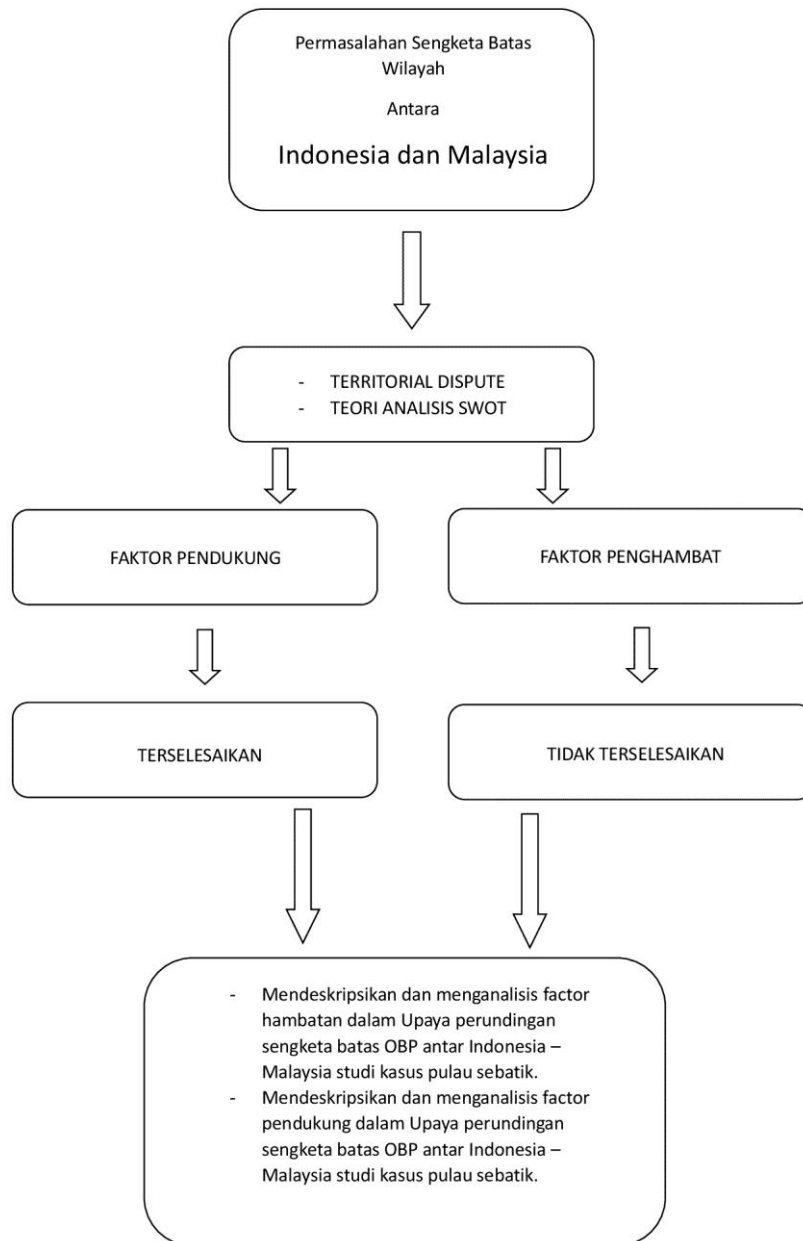 Permasalahan Sengketa Batas
Wilayah
Antara
Indonesia dan Malaysia
- TERRITORIAL DISPUTE
- TEORI ANALISIS SWOT
FAKTOR PENDUKUNG
FAKTOR PENGHAMBAT
TERSELESAIKAN
TIDAK TERSELESAIKAN
- Mendeskripsikan dan menganalisis factor
hambatan dalam Upaya perundingan
sengketa batas OBP antar Indonesia –
Malaysia studi kasus pulau sebatik.
- Mendeskripsikan dan menganalisis factor
pendukung dalam Upaya perundingan
sengketa batas OBP antar Indonesia –
Malaysia studi kasus pulau sebatik.